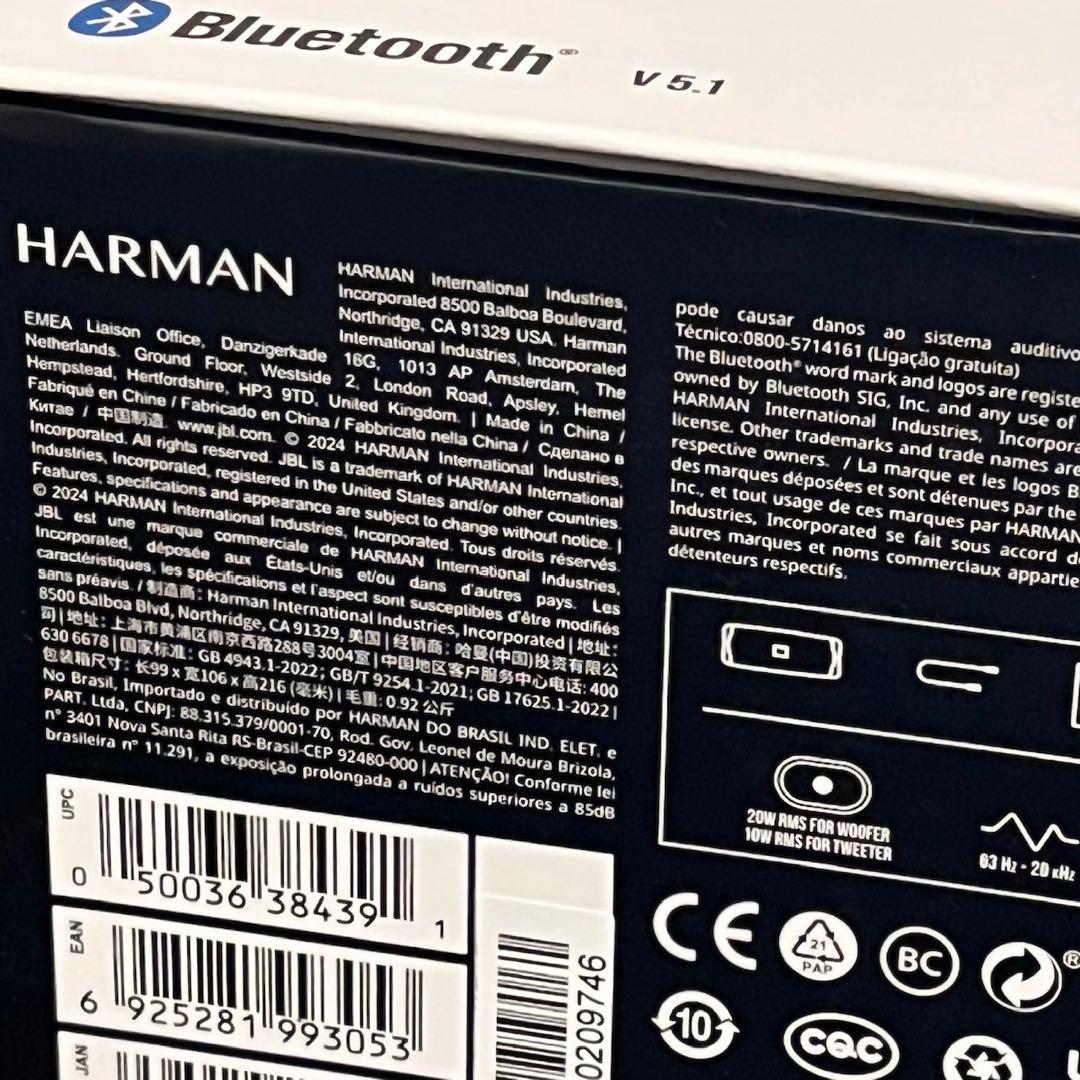 Bluetooth®
V 5.1
HARMAN
HARMAN International Industries,
Incorporated 8500 Balboa Boulevard,
Northridge, CA 91329 USA. Harman
International Industries, Incorporated
EMEA Liaison Office, Danzigerkade 16G, 1013 AP Amsterdam, The
Netherlands. Ground Floor, Westside 2, London Road, Apsley, Hemel
Hempstead, Hertfordshire, HP3 9TD, United Kingdom. | Made in China /
Fabriqué en Chine / Fabricado en China / Fabbricato nella China / Сделано в
Китае / 中国制造. www.jbl.com. © 2024 HARMAN International Industries,
Incorporated. All rights reserved. JBL is a trademark of HARMAN International
Industries, Incorporated, registered in the United States and/or other countries.
Features, specifications and appearance are subject to change without notice. |
© 2024 HARMAN International Industries, Incorporated. Tous droits réservés.
JBL est une marque commerciale de HARMAN International Industries,
Incorporated, déposée aux États-Unis et/ou dans d'autres pays. Les
caractéristiques, les spécifications et l'aspect sont susceptibles d'être modifiés
sans préavis. / 制造商: Harman International Industries, Incorporated | 地址:
8500 Balboa Blvd, Northridge, CA 91329, 美国 | 经销商: 哈曼(中国)投资有限公
司 | 地址: 上海市黄浦区南京西路288号3004室 | 中国地区客户服务中心电话: 400
630 6678 | 国家标准: GB 4943.1-2022; GB/T 9254.1-2021; GB 17625.1-2022 |
包装箱尺寸: 长99 x 宽106 x 高216 (毫米) | 毛重: 0.92 公斤
No Brasil, Importado e distribuído por HARMAN DO BRASIL IND. ELET. e
PART. Ltda, CNPJ: 88.315.379/0001-70, Rod. Gov. Leonel de Moura Brizola,
n° 3401 Nova Santa Rita RS-Brasil-CEP 92480-000 | ATENÇÃO! Conforme lei
brasileira n° 11.291, a exposição prolongada a ruídos superiores a 85dB
pode causar danos ao sistema auditivo
Técnico:0800-5714161 (Ligação gratuita)
The Bluetooth® word mark and logos are registe
owned by Bluetooth SIG, Inc. and any use of
HARMAN International Industries, Incorpora
license. Other trademarks and trade names are
respective owners. / La marque et les logos B
des marques déposées et sont détenues par the
Inc., et tout usage de ces marques par HARMAN
Industries, Incorporated se fait sous accord d
autres marques et noms commerciaux appartie
détenteurs respectifs.
20W RMS FOR WOOFER
10W RMS FOR TWEETER
63 Hz - 20 kHz
UPC
0 50036 38439 1
EAN
6 925281 993053
JAN
0209746
CE
21
PAP
BC
®
10
CQC